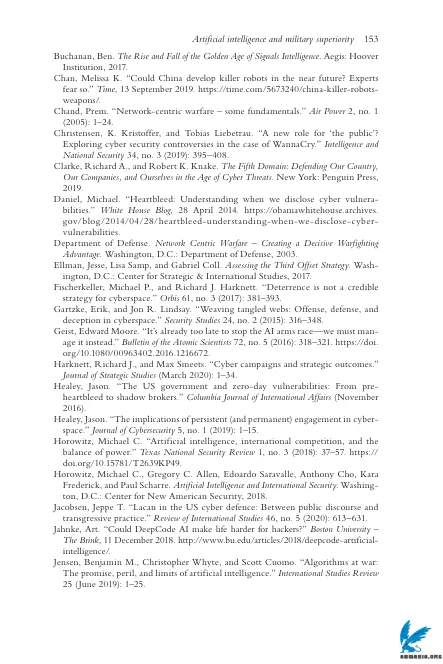 Artificial intelligence and military superiority 153
Buchanan, Ben. The Rise and Fall of the Golden Age of Signals Intelligence. Aegis: Hoover
Institution, 2017.
Chan, Melissa K. “Could China develop killer robots in the near future? Experts
fear so.” Time, 13 September 2019. https://time.com/5673240/china-killer-robots-
weapons/.
Chand, Prem. “Network-centric warfare – some fundamentals.” Air Power 2, no. 1
(2005): 1–24.
Christensen, K. Kristoffer, and Tobias Liebetrau. “A new role for ‘the public’?
Exploring cyber security controversies in the case of WannaCry.” Intelligence and
National Security 34, no. 3 (2019): 395–408.
Clarke, Richard A., and Robert K. Knake. The Fifth Domain: Defending Our Country,
Our Companies, and Ourselves in the Age of Cyber Threats. New York: Penguin Press,
2019.
Daniel, Michael. “Heartbleed: Understanding when we disclose cyber vulnera-
bilities.” White House Blog, 28 April 2014. https://obamawhitehouse.archives.
gov/blog/2014/04/28/heartbleed-understanding-when-we-disclose-cyber-
vulnerabilities.
Department of Defense. Network Centric Warfare – Creating a Decisive Warfighting
Advantage. Washington, D.C.: Department of Defense, 2003.
Ellman, Jesse, Lisa Samp, and Gabriel Coll. Assessing the Third Offset Strategy. Wash-
ington, D.C.: Center for Strategic & International Studies, 2017.
Fischerkeller, Michael P., and Richard J. Harknett. “Deterrence is not a credible
strategy for cyberspace.” Orbis 61, no. 3 (2017): 381–393.
Gartzke, Erik, and Jon R. Lindsay. “Weaving tangled webs: Offense, defense, and
deception in cyberspace.” Security Studies 24, no. 2 (2015): 316–348.
Geist, Edward Moore. “It’s already too late to stop the AI arms race—we must man-
age it instead.” Bulletin of the Atomic Scientists 72, no. 5 (2016): 318–321. https://doi.
org/10.1080/00963402.2016.1216672.
Harknett, Richard J., and Max Smeets. “Cyber campaigns and strategic outcomes.”
Journal of Strategic Studies (March 2020): 1–34.
Healey, Jason. “The US government and zero-day vulnerabilities: From pre-
heartbleed to shadow brokers.” Columbia Journal of International Affairs (November
2016).
Healey, Jason. “The implications of persistent (and permanent) engagement in cyber-
space.” Journal of Cybersecurity 5, no. 1 (2019): 1–15.
Horowitz, Michael C. “Artificial intelligence, international competition, and the
balance of power.” Texas National Security Review 1, no. 3 (2018): 37–57. https://
doi.org/10.15781/T2639KP49.
Horowitz, Michael C., Gregory C. Allen, Edoardo Saravalle, Anthony Cho, Kara
Frederick, and Paul Scharre. Artificial Intelligence and International Security. Washing-
ton, D.C.: Center for New American Security, 2018.
Jacobsen, Jeppe T. “Lacan in the US cyber defence: Between public discourse and
transgressive practice.” Review of International Studies 46, no. 5 (2020): 613–631.
Jahnke, Art. “Could DeepCode AI make life harder for hackers?” Boston University –
The Brink, 11 December 2018. http://www.bu.edu/articles/2018/deepcode-artificial-
intelligence/.
Jensen, Benjamin M., Christopher Whyte, and Scott Cuomo. “Algorithms at war:
The promise, peril, and limits of artificial intelligence.” International Studies Review
25 (June 2019): 1–25.